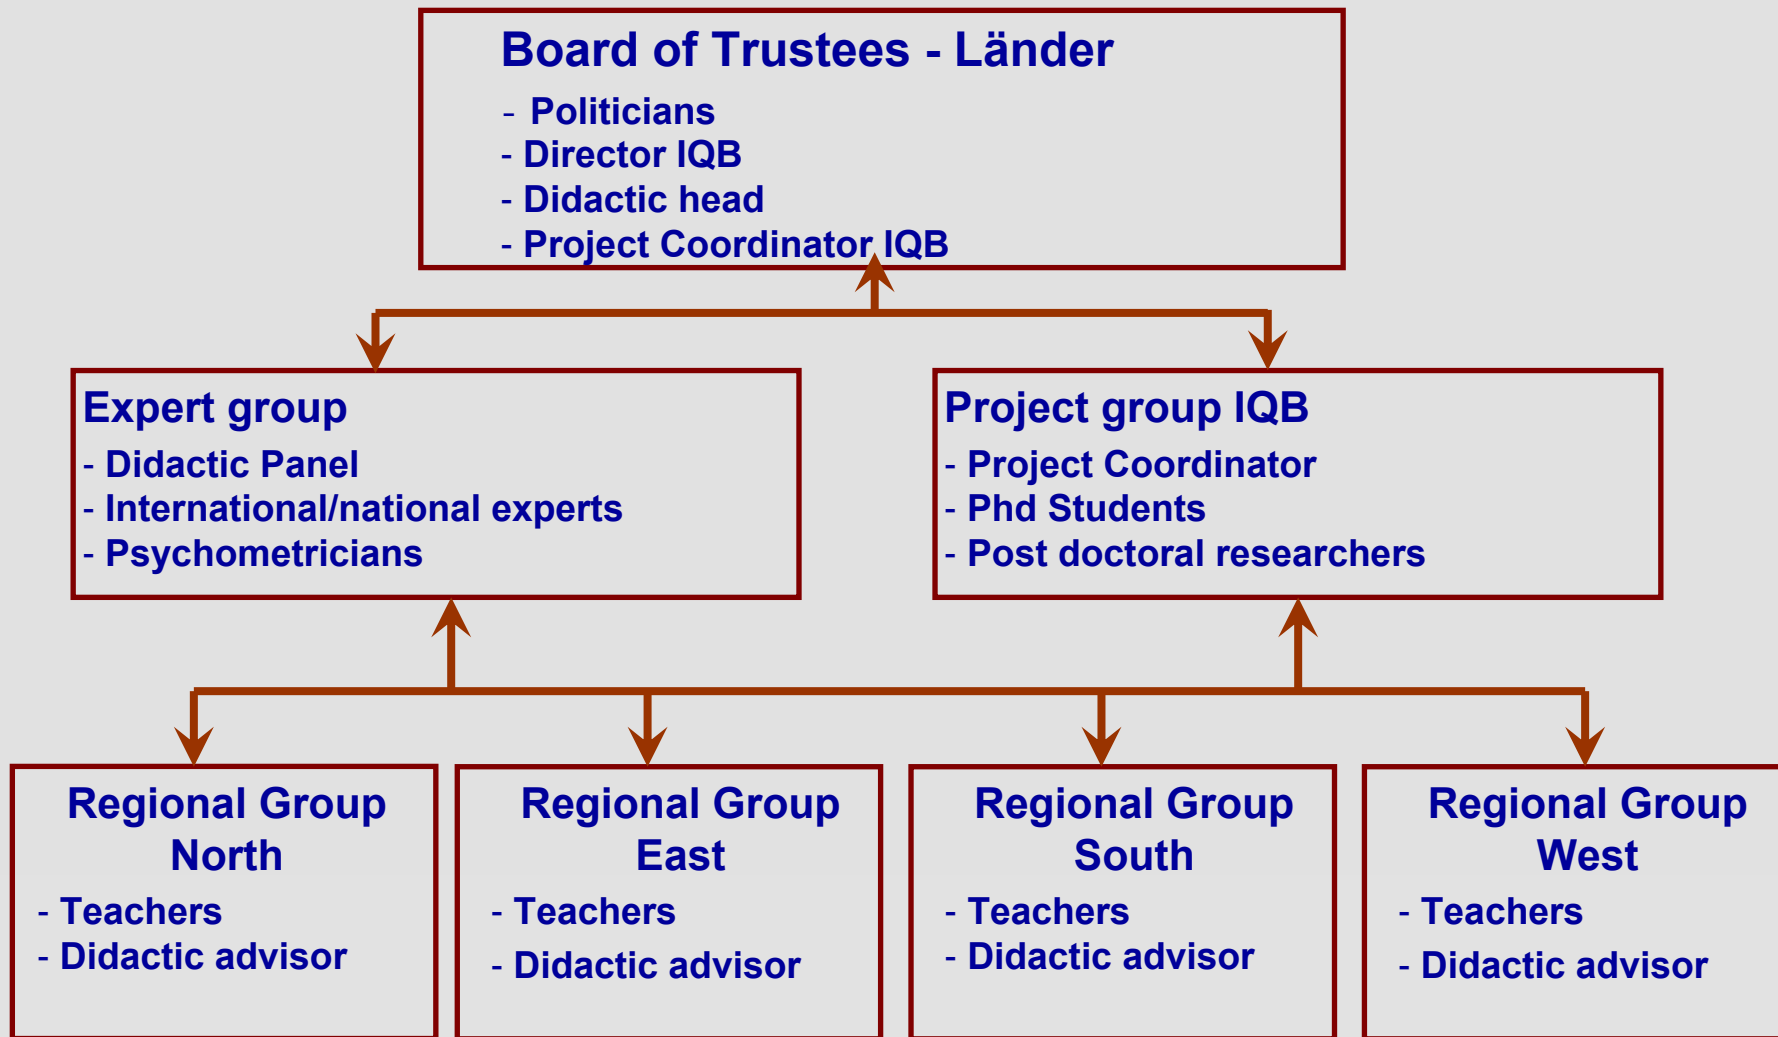 Board of Trustees - Länder
- Politicians
- Director IQB
- Didactic head
- Project Coordinator IQB
Expert group
- Didactic Panel
- International/national experts
- Psychometricians
Project group IQB
- Project Coordinator
- Phd Students
- Post doctoral researchers
Regional Group
North
- Teachers
- Didactic advisor
Regional Group
East
- Teachers
- Didactic advisor
Regional Group
South
- Teachers
- Didactic advisor
Regional Group
West
- Teachers
- Didactic advisor